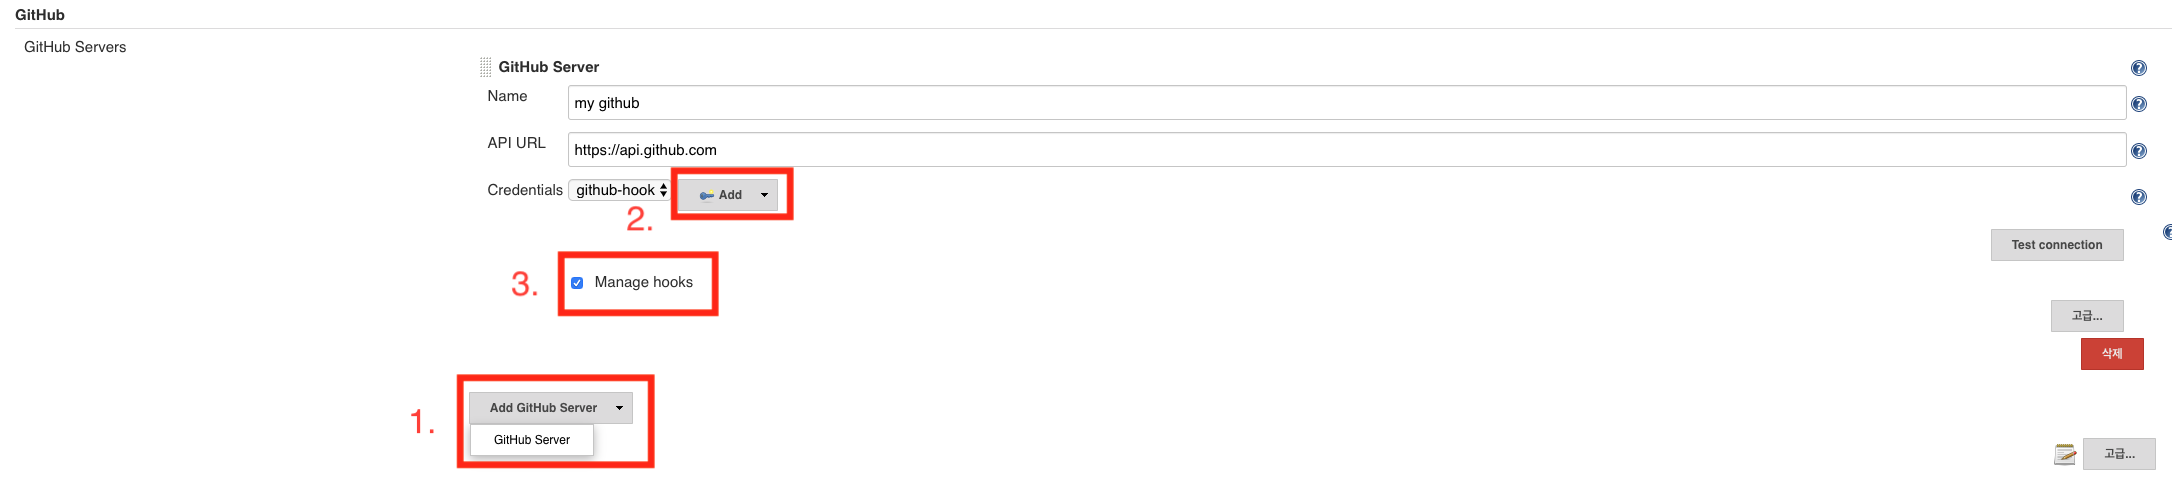 GitHub
GitHub Servers
GitHub Server
Name my github
API URL https://api.github.com
Credentials github-hook Add
2.
Test connection
3. Manage hooks
고급...
삭제
1. Add GitHub Server
GitHub Server
고급...